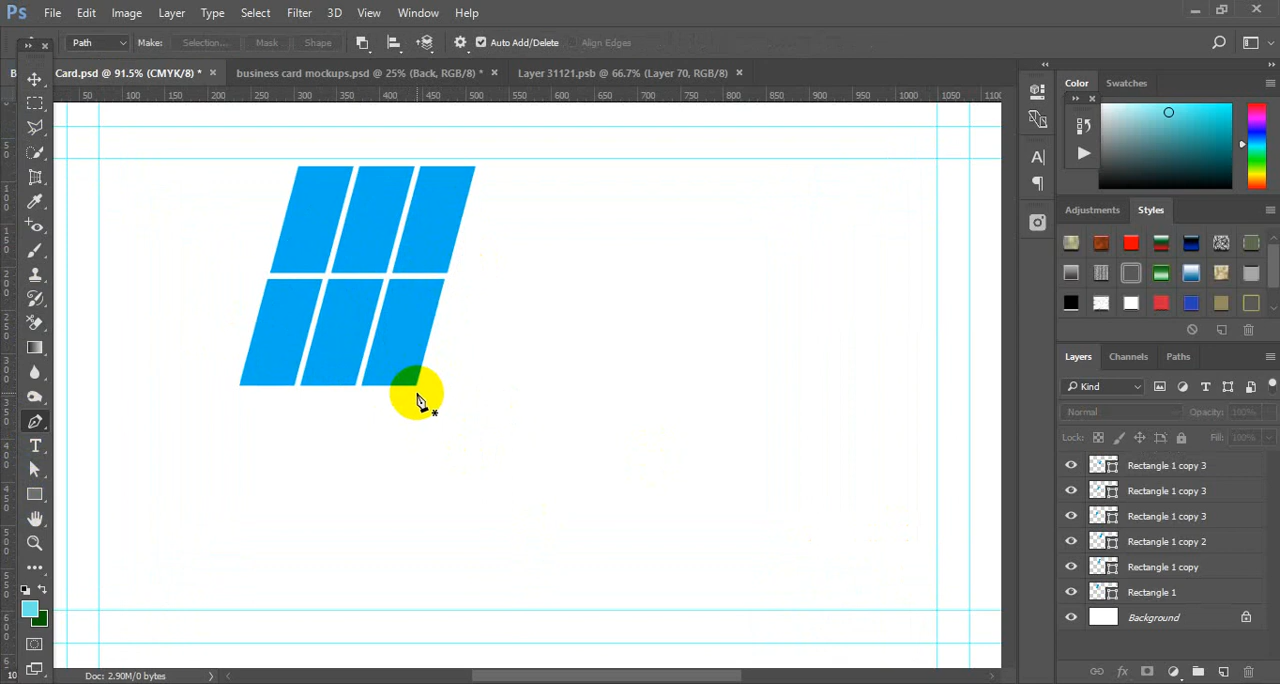 Ps File Edit Image Layer Type Select Filter 3D View Window Help
Path Make: Selection... Mask Shape Auto Add/Delete Align Edges
Card.psd @ 91.5% (CMYK/8) * × business card mockups.psd @ 25% (Back, RGB/8) * × Layer 31121.psb @ 66.7% (Layer 70, RGB/8) ×
50 100 150 200 250 300 350 400 450 500 550 600 650 700 750 800 850 900 950 1000 1050 1100
Color Swatches
Adjustments Styles
Layers Channels Paths
Kind
Normal Opacity: 100%
Lock: Fill: 100%
Rectangle 1 copy 3
Rectangle 1 copy 3
Rectangle 1 copy 3
Rectangle 1 copy 2
Rectangle 1 copy
Rectangle 1
Background
Doc: 2.90M/0 bytes